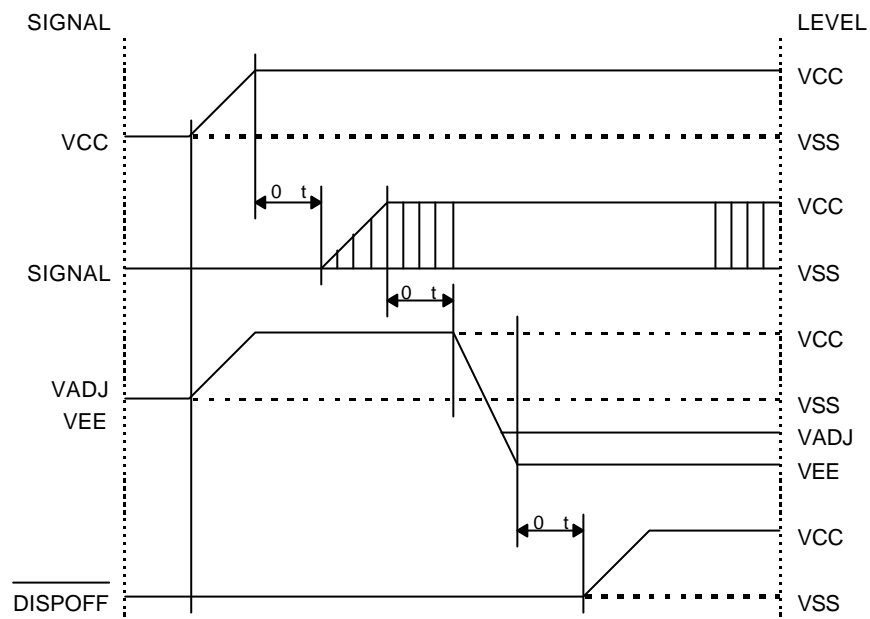 SIGNAL LEVEL
VCC
VCC VSS
0 t VCC
SIGNAL VSS
0 t
VCC
VADJ VSS
VEE
VADJ
VEE
0 t VCC
DISPOFF VSS